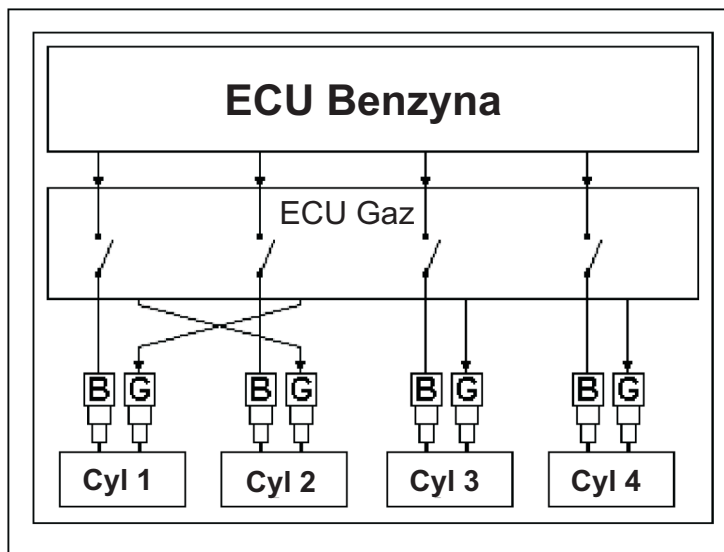 ECU Benzyna
ECU Gaz
B G B G B G B G
Cyl 1 Cyl 2 Cyl 3 Cyl 4